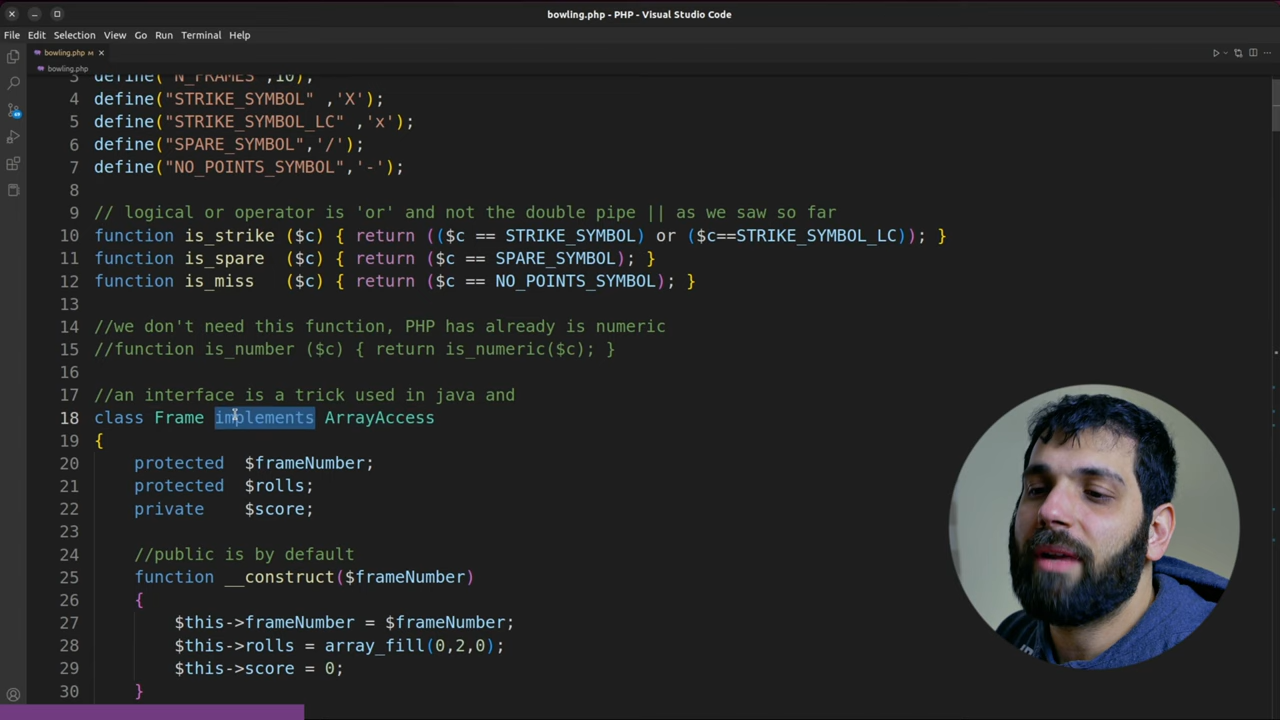 bowling.php - PHP - Visual Studio Code
File Edit Selection View Go Run Terminal Help
bowling.php M
bowling.php
3 define("N_FRAMES",10);
4 define("STRIKE_SYMBOL" ,'X');
5 define("STRIKE_SYMBOL_LC" ,'x');
6 define("SPARE_SYMBOL",'/');
7 define("NO_POINTS_SYMBOL",'-');
8
9 // logical or operator is 'or' and not the double pipe || as we saw so far
10 function is_strike ($c) { return (($c == STRIKE_SYMBOL) or ($c==STRIKE_SYMBOL_LC)); }
11 function is_spare  ($c) { return ($c == SPARE_SYMBOL); }
12 function is_miss   ($c) { return ($c == NO_POINTS_SYMBOL); }
13
14 //we don't need this function, PHP has already is numeric
15 //function is_number ($c) { return is_numeric($c); }
16
17 //an interface is a trick used in java and
18 class Frame implements ArrayAccess
19 {
20     protected  $frameNumber;
21     protected  $rolls;
22     private    $score;
23
24     //public is by default
25     function __construct($frameNumber)
26     {
27         $this->frameNumber = $frameNumber;
28         $this->rolls = array_fill(0,2,0);
29         $this->score = 0;
30     }